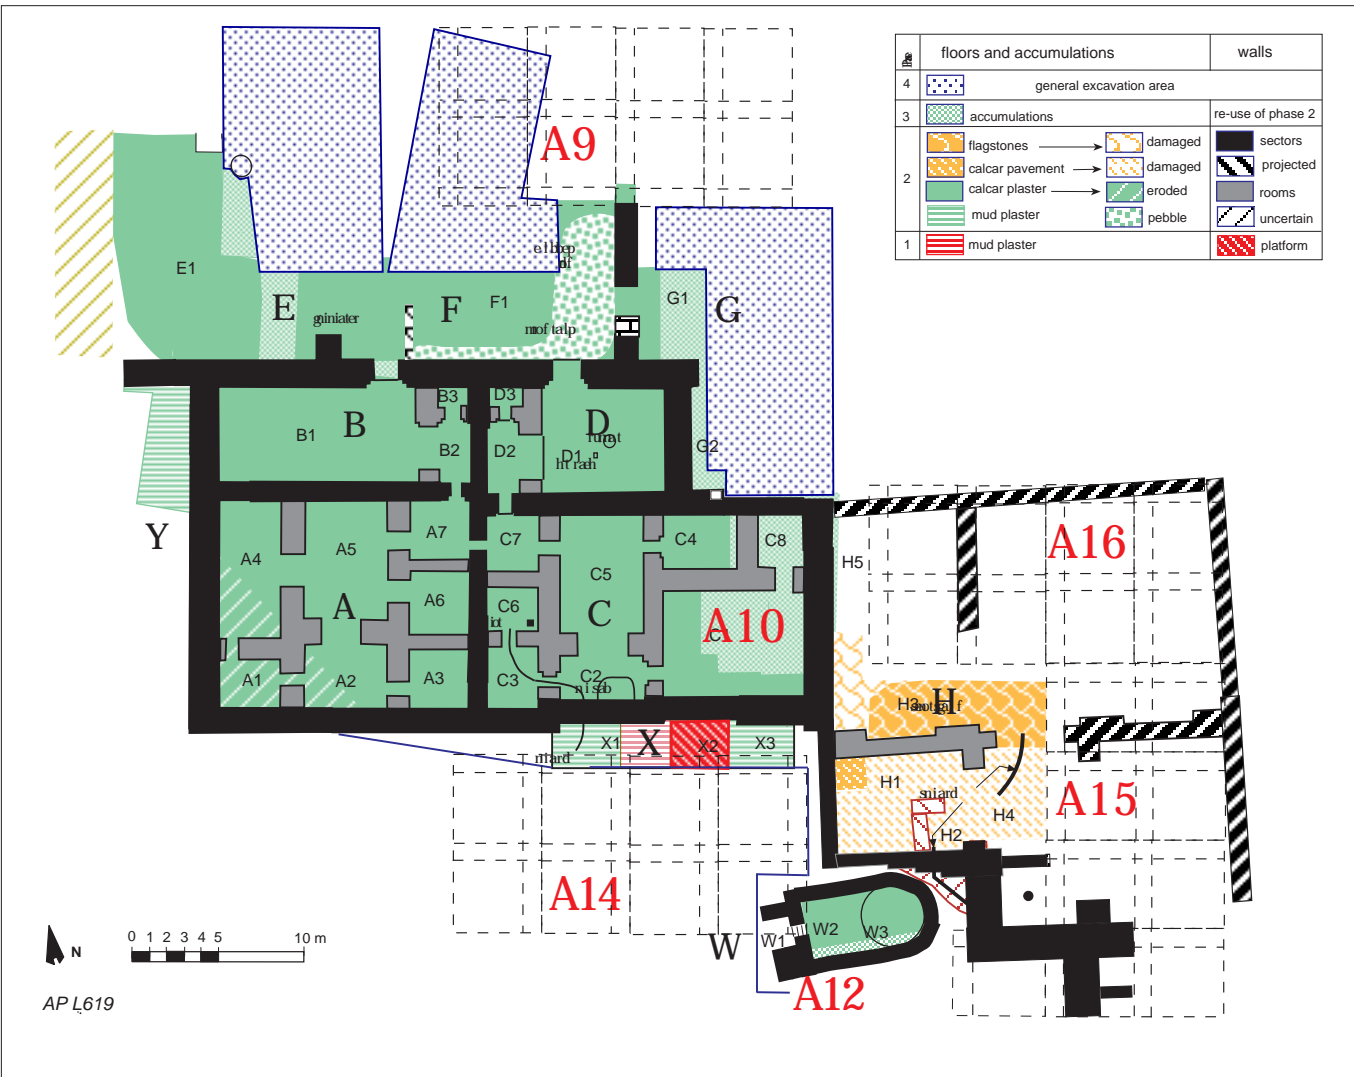 floors and accumulations
walls
4
general excavation area
3
accumulations
re-use of phase 2
2
flagstones
damaged
sectors
calcar pavement
damaged
projected
calcar plaster
eroded
rooms
mud plaster
pebble
uncertain
1
mud plaster
platform
A9
E1
E
F
F1
G1
G
mof talp
B3
D3
B
B1
B2
D
D1
D2
G2
Y
A4
A5
A7
C7
C4
C8
H5
A16
C5
A
A6
C6
C
A10
A1
A2
A3
C3
C2
H
X1
X
X2
X3
H1
H4
A15
sniard
H2
A14
W
W1
W2
W3
A12
N
0 1 2 3 4 5 10 m
AP L619